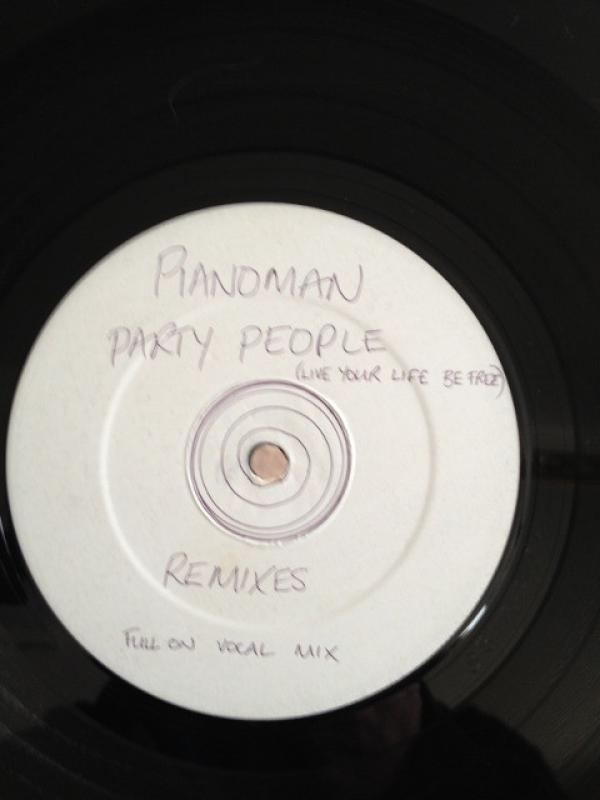 PIANOMAN
PARTY PEOPLE
(LIVE YOUR LIFE BE FREE)
REMIXES
FULL ON VOCAL MIX